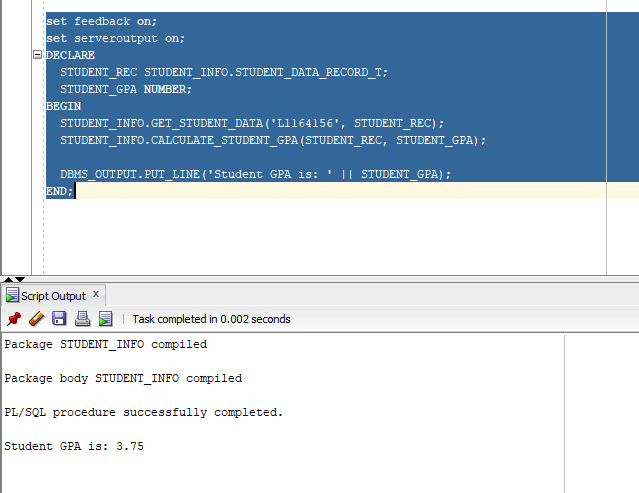 set feedback on;
set serveroutput on;
DECLARE
STUDENT_REC STUDENT_INFO.STUDENT_DATA_RECORD_T;
STUDENT_GPA NUMBER;
BEGIN
STUDENT_INFO.GET_STUDENT_DATA('L1164156', STUDENT_REC);
STUDENT_INFO.CALCULATE_STUDENT_GPA(STUDENT_REC, STUDENT_GPA);
DBMS_OUTPUT.PUT_LINE('Student GPA is: ' || STUDENT_GPA);
END;
Script Output x
Task completed in 0.002 seconds
Package STUDENT_INFO compiled
Package body STUDENT_INFO compiled
PL/SQL procedure successfully completed.
Student GPA is: 3.75